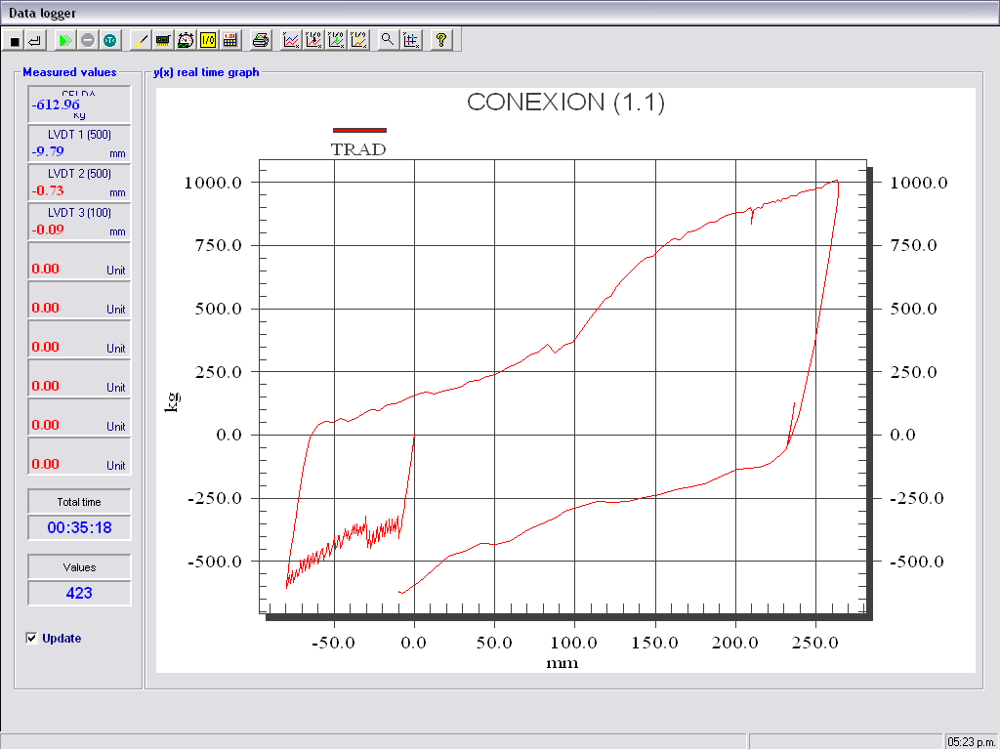 Data logger
Measured values
y(x) real time graph
-612.96
LVDT 1 (500)
-9.79 mm
LVDT 2 (500)
-0.73 mm
LVDT 3 (100)
-0.09 mm
0.00 Unit
0.00 Unit
0.00 Unit
0.00 Unit
0.00 Unit
0.00 Unit
Total time
00:35:18
Values
423
Update
CONEXION (1.1)
TRAD
1000.0 1000.0
750.0 750.0
500.0 500.0
250.0 250.0
kg
0.0 0.0
-250.0 -250.0
-500.0 -500.0
-50.0 0.0 50.0 100.0 150.0 200.0 250.0
mm
05:23 p.m.